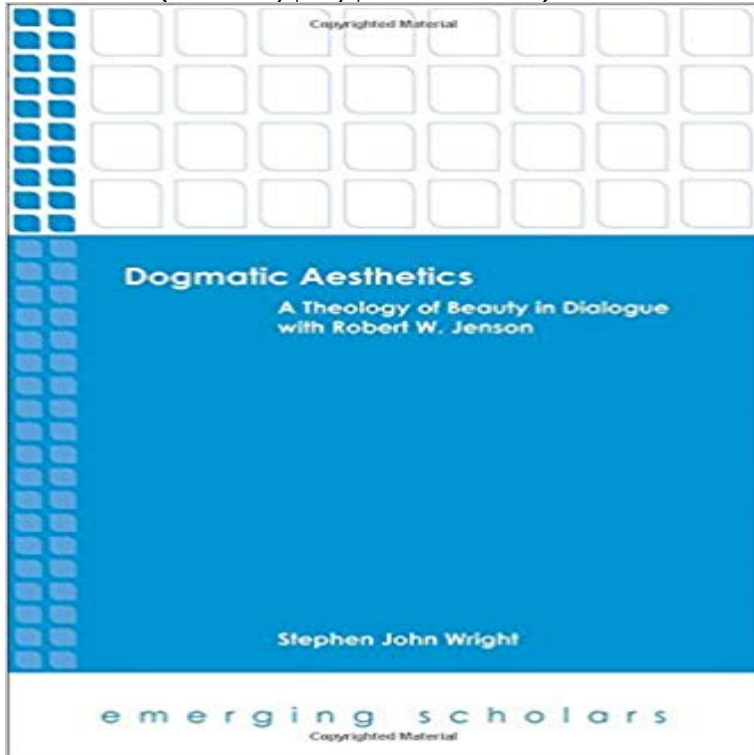 Copyrighted Material
Dogmatic Aesthetics
A Theology of Beauty in Dialogue
with Robert W. Jenson
Stephen John Wright
emerging scholars
Copyrighted Material